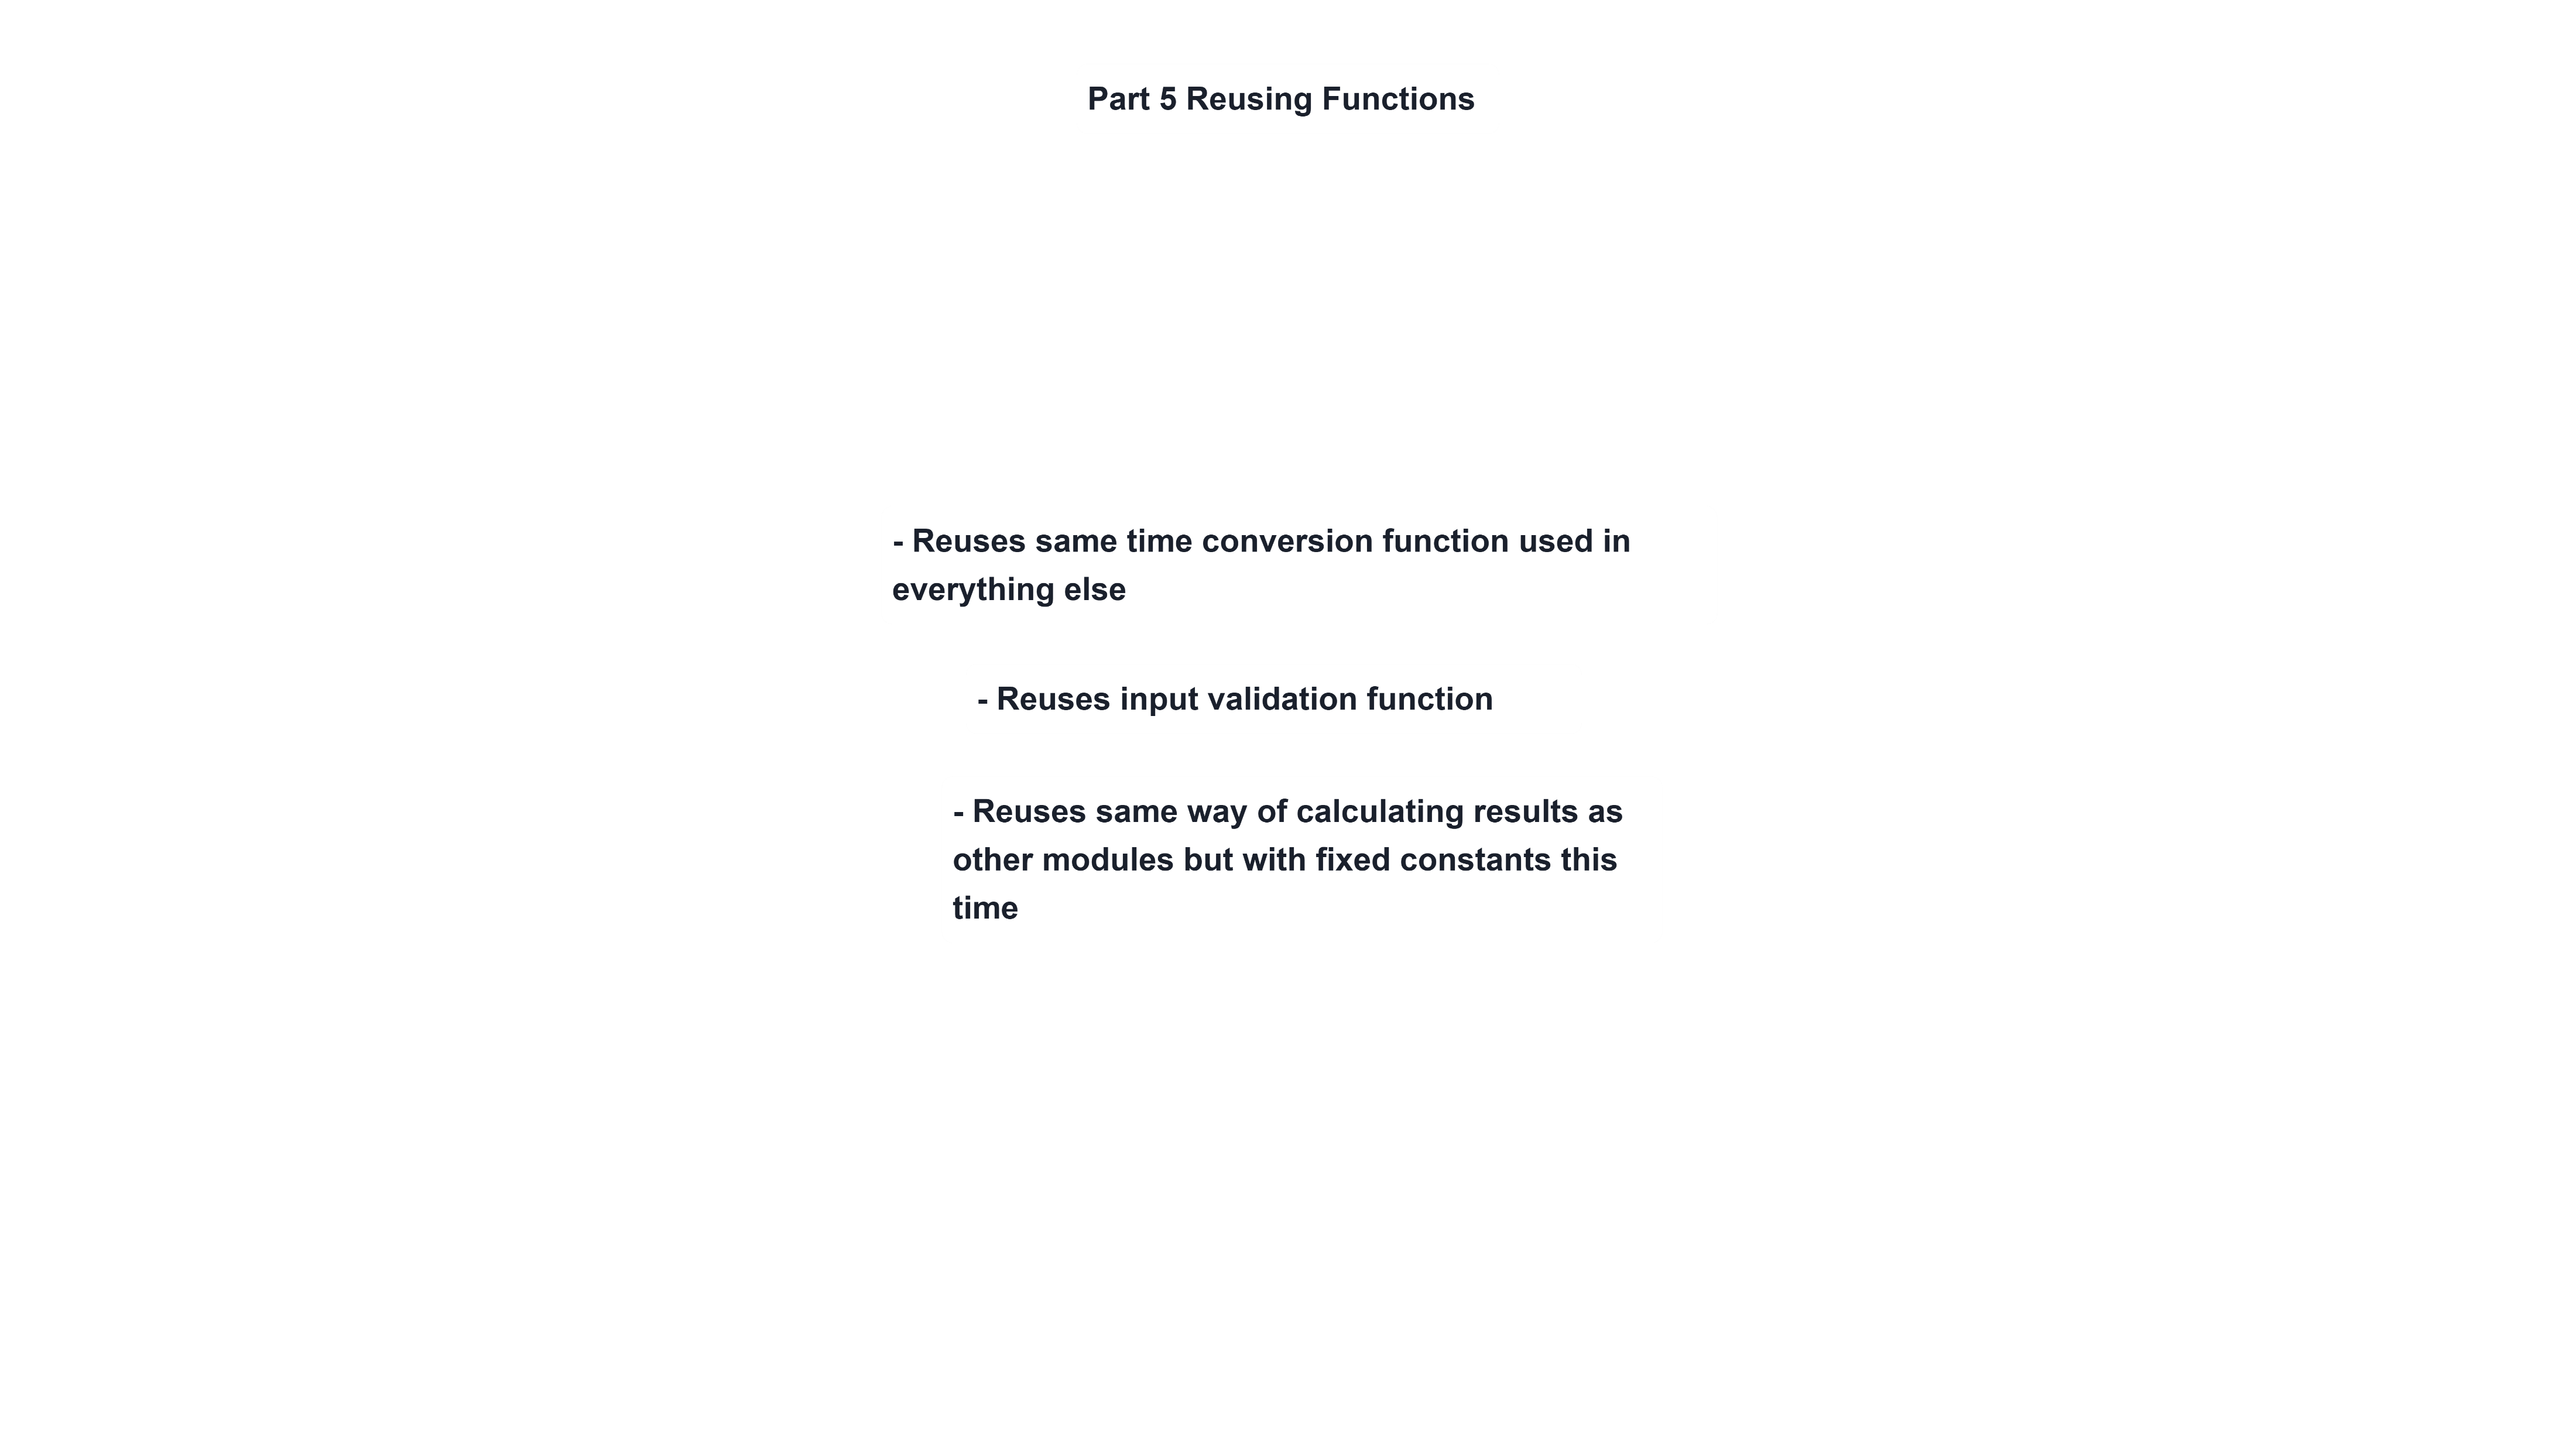 Part 5 Reusing Functions
- Reuses same time conversion function used in
everything else
- Reuses input validation function
- Reuses same way of calculating results as
other modules but with fixed constants this
time